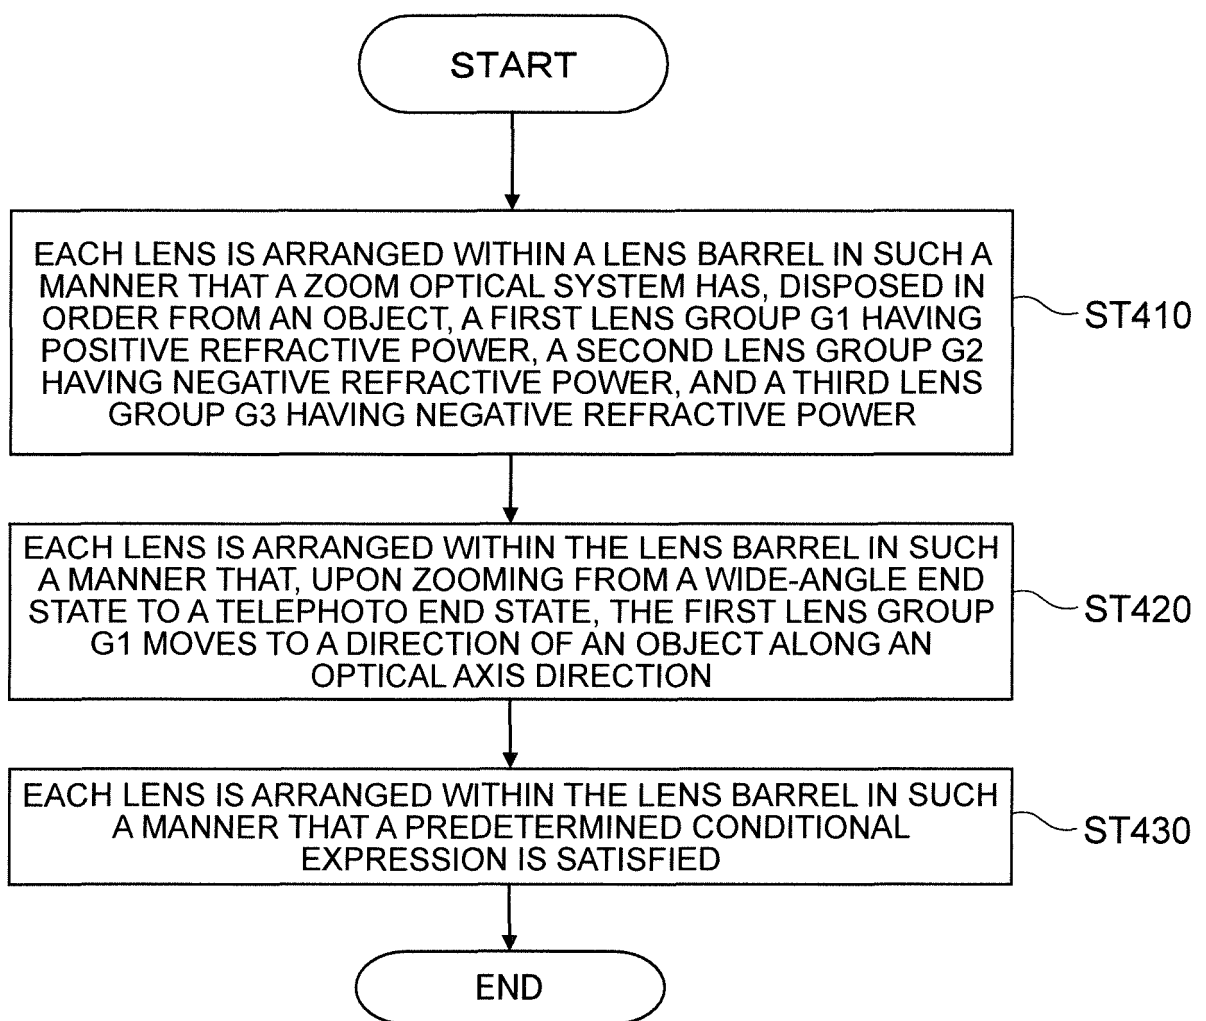 START
EACH LENS IS ARRANGED WITHIN A LENS BARREL IN SUCH A
MANNER THAT A ZOOM OPTICAL SYSTEM HAS, DISPOSED IN
ORDER FROM AN OBJECT, A FIRST LENS GROUP G1 HAVING
POSITIVE REFRACTIVE POWER, A SECOND LENS GROUP G2
HAVING NEGATIVE REFRACTIVE POWER, AND A THIRD LENS
GROUP G3 HAVING NEGATIVE REFRACTIVE POWER
ST410
EACH LENS IS ARRANGED WITHIN THE LENS BARREL IN SUCH
A MANNER THAT, UPON ZOOMING FROM A WIDE-ANGLE END
STATE TO A TELEPHOTO END STATE, THE FIRST LENS GROUP
G1 MOVES TO A DIRECTION OF AN OBJECT ALONG AN
OPTICAL AXIS DIRECTION
ST420
EACH LENS IS ARRANGED WITHIN THE LENS BARREL IN SUCH
A MANNER THAT A PREDETERMINED CONDITIONAL
EXPRESSION IS SATISFIED
ST430
END